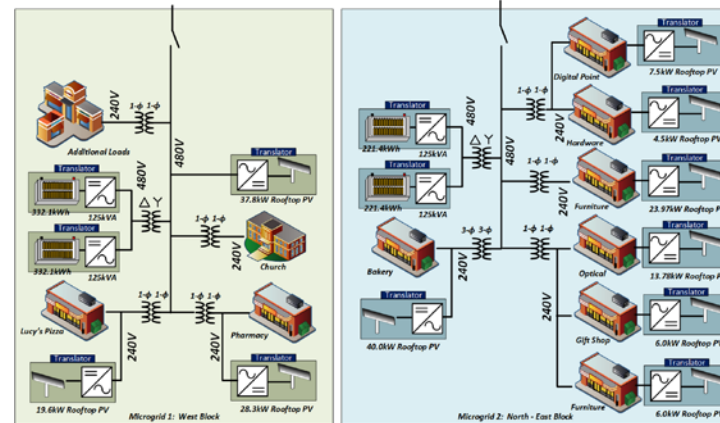 1-ϕ 1-ϕ
240V
Additional Loads
480V
Translator
480V
332.1kWh
125kVA
Δ Y
Translator
332.1kWh
125kVA
Translator
37.8kW Rooftop PV
1-ϕ 1-ϕ
240V
Church
Lucy's Pizza
1-ϕ 1-ϕ
240V
Translator
19.6kW Rooftop PV
1-ϕ 1-ϕ
240V
Pharmacy
Translator
28.3kW Rooftop PV
Microgrid 1: West Block
Translator
221.4kWh
125kVA
480V
Δ Y
480V
Translator
221.4kWh
125kVA
Bakery
3-ϕ 3-ϕ
240V
Translator
40.0kW Rooftop PV
1-ϕ 1-ϕ
240V
Digital Point
Translator
7.5kW Rooftop PV
Hardware
Translator
4.5kW Rooftop PV
1-ϕ 1-ϕ
240V
Furniture
Translator
23.97kW Rooftop P
1-ϕ 1-ϕ
240V
Optical
Translator
13.78kW Rooftop P
Gift Shop
Translator
6.0kW Rooftop PV
Furniture
Translator
6.0kW Rooftop PV
Microgrid 2: North - East Block